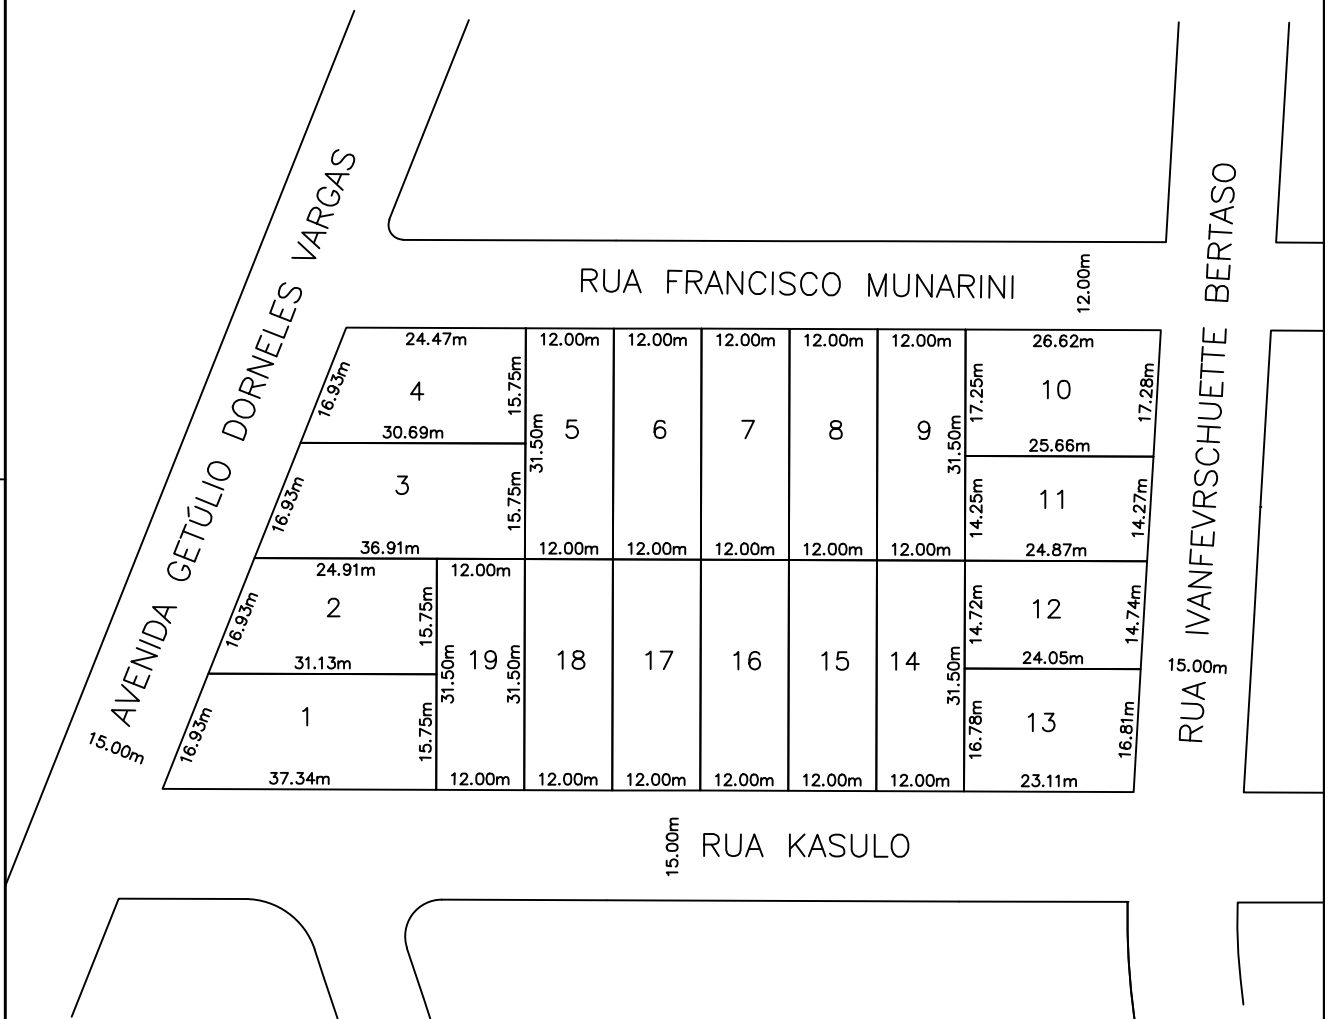 AVENIDA GETÚLIO DORNELES VARGAS
15.00m
RUA FRANCISCO MUNARINI
12.00m
RUA IVANFEVRSCHUETTE BERTASO
15.00m
RUA KASULO
15.00m
24.47m
12.00m
12.00m
12.00m
12.00m
12.00m
26.62m
16.93m
4
15.75m
30.69m
31.50m
5
6
7
8
9
31.50m
17.25m
10
17.28m
25.66m
16.93m
3
15.75m
36.91m
12.00m
12.00m
12.00m
12.00m
12.00m
14.25m
11
14.27m
24.87m
24.91m
12.00m
16.93m
2
15.75m
31.13m
31.50m
19
31.50m
18
17
16
15
14
31.50m
14.72m
12
14.74m
24.05m
16.93m
1
15.75m
37.34m
12.00m
12.00m
12.00m
12.00m
12.00m
12.00m
16.78m
13
16.81m
23.11m